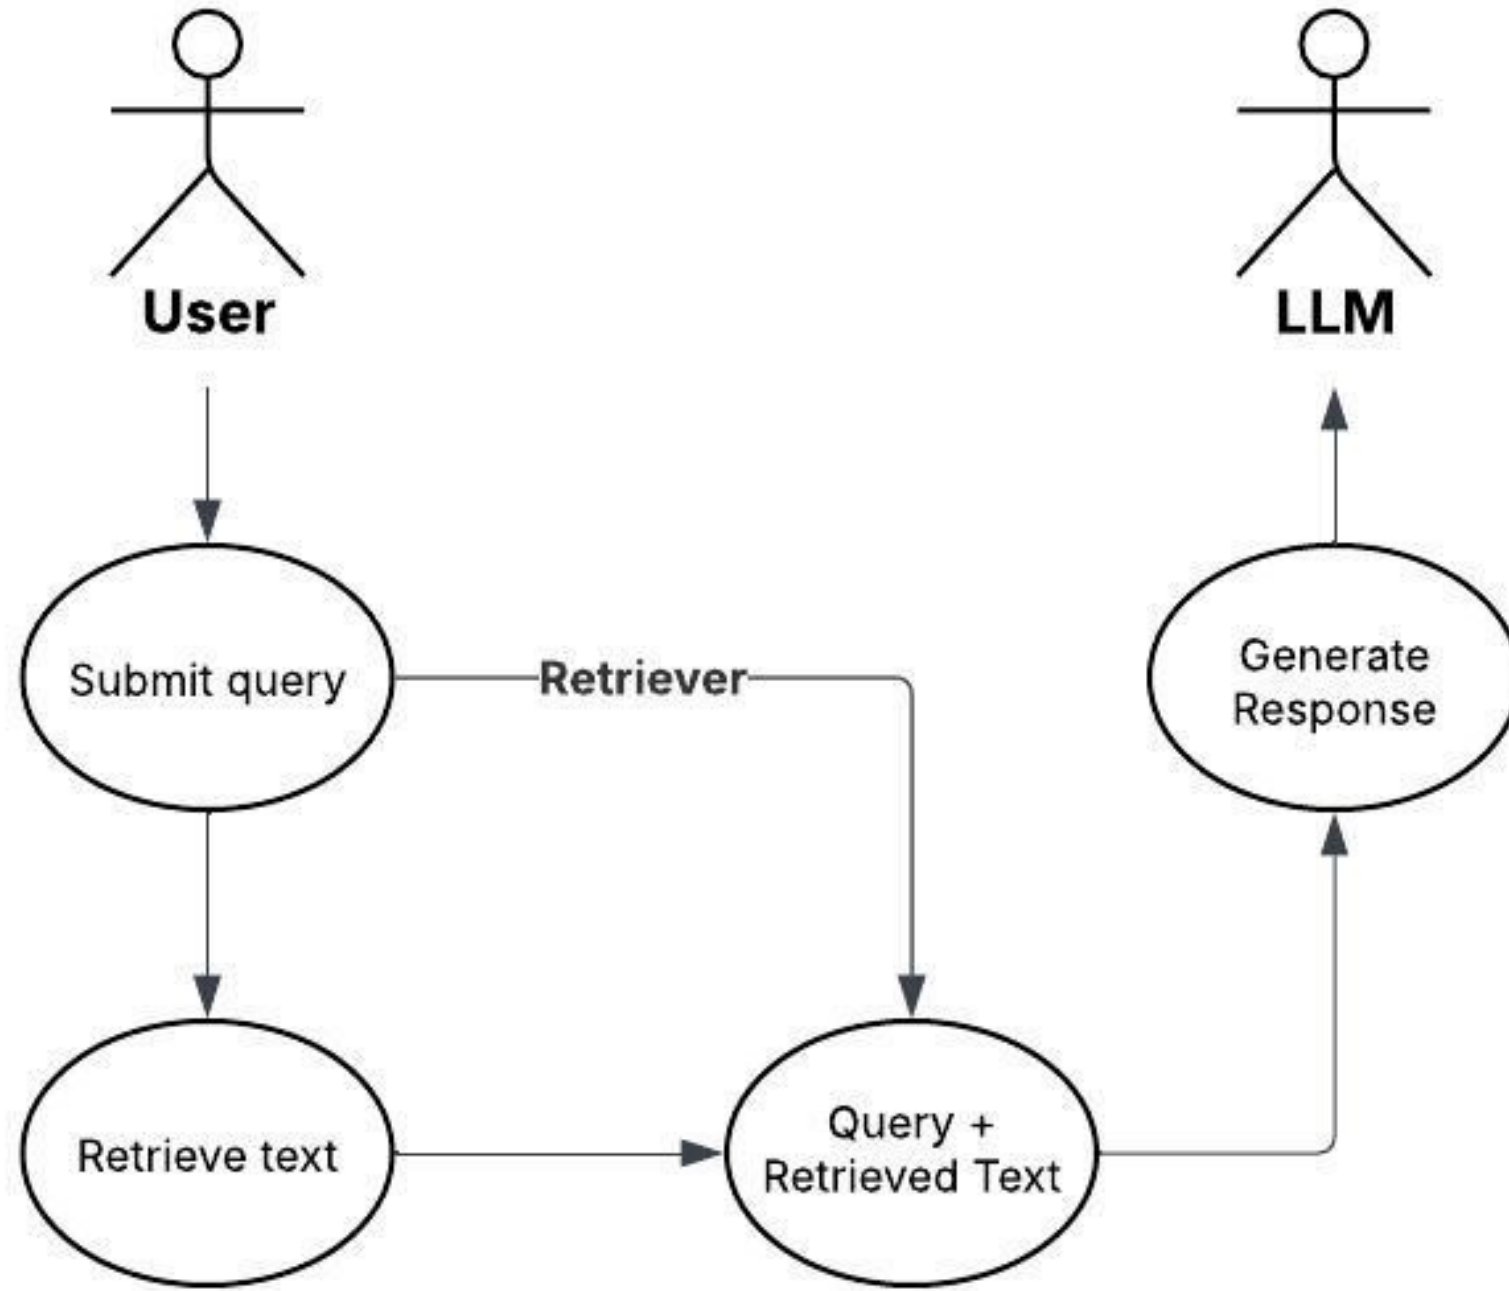 User
LLM
Submit query
Retriever
Generate
Response
Retrieve text
Query +
Retrieved Text